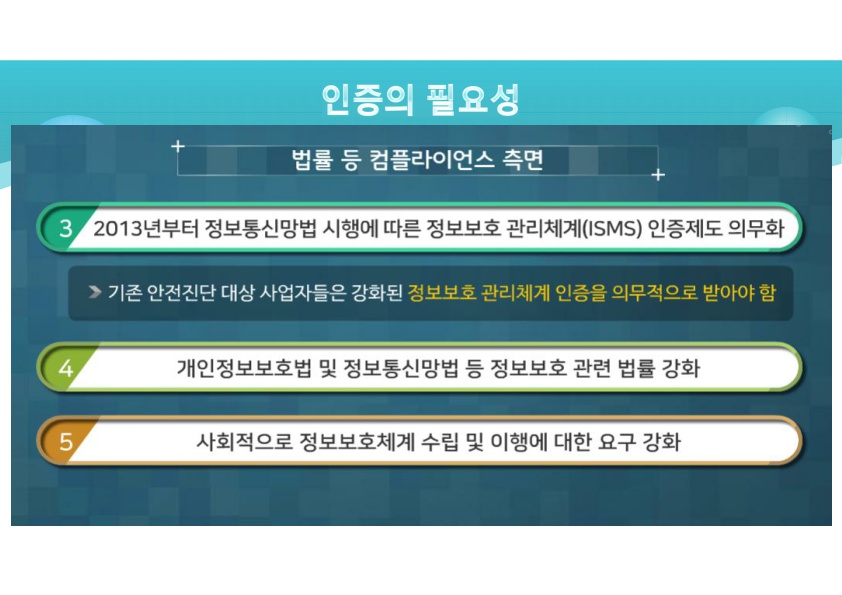 인증의 필요성
법률 등 컴플라이언스 측면
3 2013년부터 정보통신망법 시행에 따른 정보보호 관리체계(ISMS) 인증제도 의무화
기존 안전진단 대상 사업자들은 강화된 정보보호 관리체계 인증을 의무적으로 받아야 함
4 개인정보보호법 및 정보통신망법 등 정보보호 관련 법률 강화
5 사회적으로 정보보호체계 수립 및 이행에 대한 요구 강화